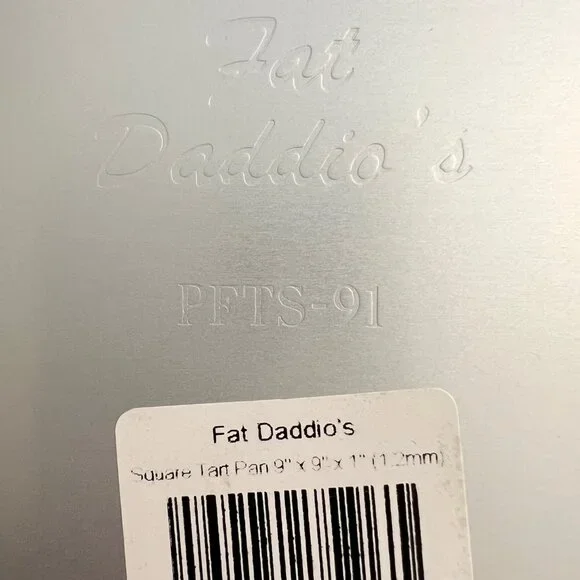 Fat
Daddio's
PFTS-91
Fat Daddio's
Square Tart Pan 9" x 9" x 1" (1.2mm)